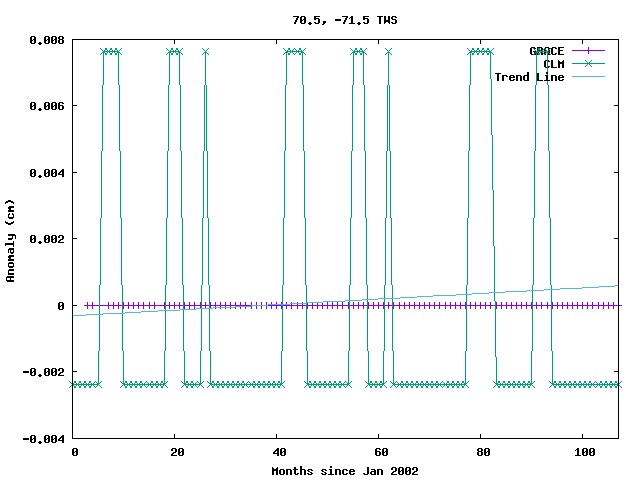 70.5, -71.5 TWS
0.008
GRACE
CLM
Trend Line
0.006
0.004
0.002
0
-0.002
-0.004
Anomaly (cm)
0 20 40 60 80 100
Months since Jan 2002